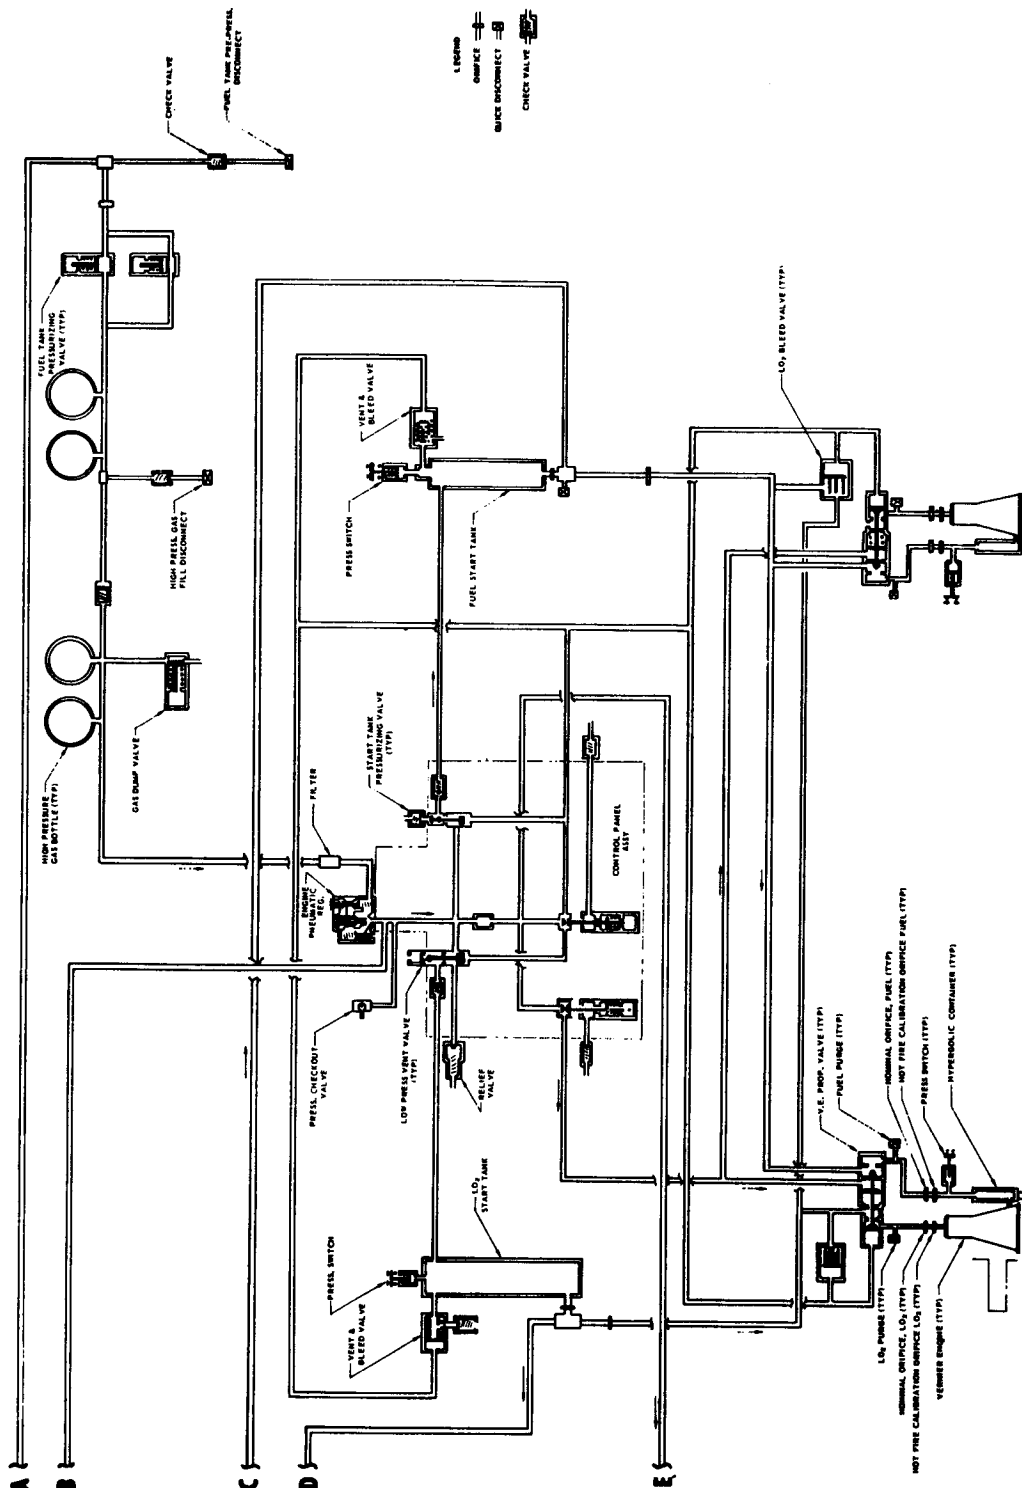 A
B
C
D
E
LEGEND
ORIFICE
QUICK DISCONNECT
CHECK VALVE
CHECK VALVE
FUEL TANK PRE-PRESS.
DISCONNECT
FUEL TANK
PRESSURIZING
VALVE (TYP)
HIGH PRESS. GAS
FILL DISCONNECT
HIGH PRESSURE
GAS BOTTLE (TYP)
GAS DUMP VALVE
FILTER
ENGINE
PNEUMATIC
REG.
PRESS. CHECKOUT
VALVE
START TANK
PRESSURIZING VALVE
(TYP)
PRESS SWITCH
VENT &
BLEED VALVE
FUEL START TANK
LOW PRESS VENT VALVE
(TYP)
RELIEF
VALVE
CONTROL PANEL
ASSY
LO₂
START TANK
PRESS. SWITCH
VENT &
BLEED VALVE
LO₂ BLEED VALVE (TYP)
V.E. PROP. VALVE (TYP)
FUEL PURGE (TYP)
NOMINAL ORIFICE, FUEL (TYP)
HOT FIRE CALIBRATION ORIFICE FUEL (TYP)
PRESS SWITCH (TYP)
HYPERGOLIC CONTAINER (TYP)
LO₂ PURGE (TYP)
NOMINAL ORIFICE, LO₂ (TYP)
HOT FIRE CALIBRATION ORIFICE LO₂ (TYP)
VERNIER ENGINE (TYP)